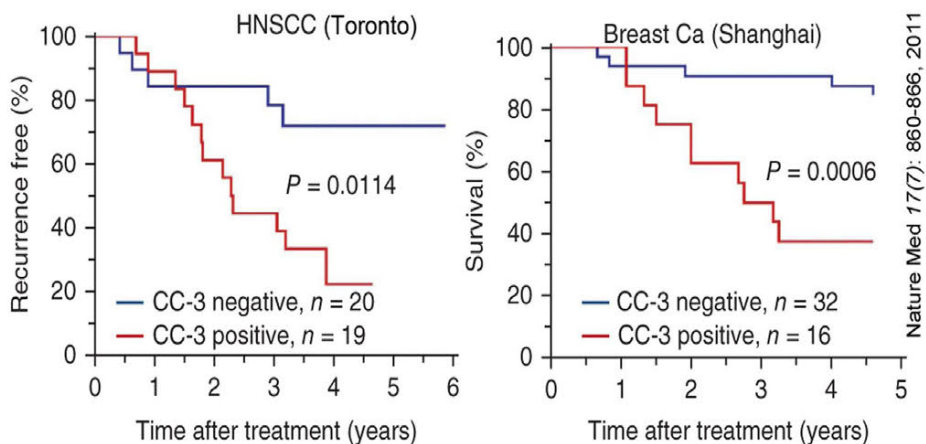 HNSCC (Toronto)
Recurrence free (%)
100
80
60
40
20
0
P = 0.0114
CC-3 negative, n = 20
CC-3 positive, n = 19
0 1 2 3 4 5 6
Time after treatment (years)
Breast Ca (Shanghai)
Survival (%)
100
80
60
40
20
0
P = 0.0006
CC-3 negative, n = 32
CC-3 positive, n = 16
0 1 2 3 4 5
Time after treatment (years)
Nature Med 17(7): 860-866, 2011